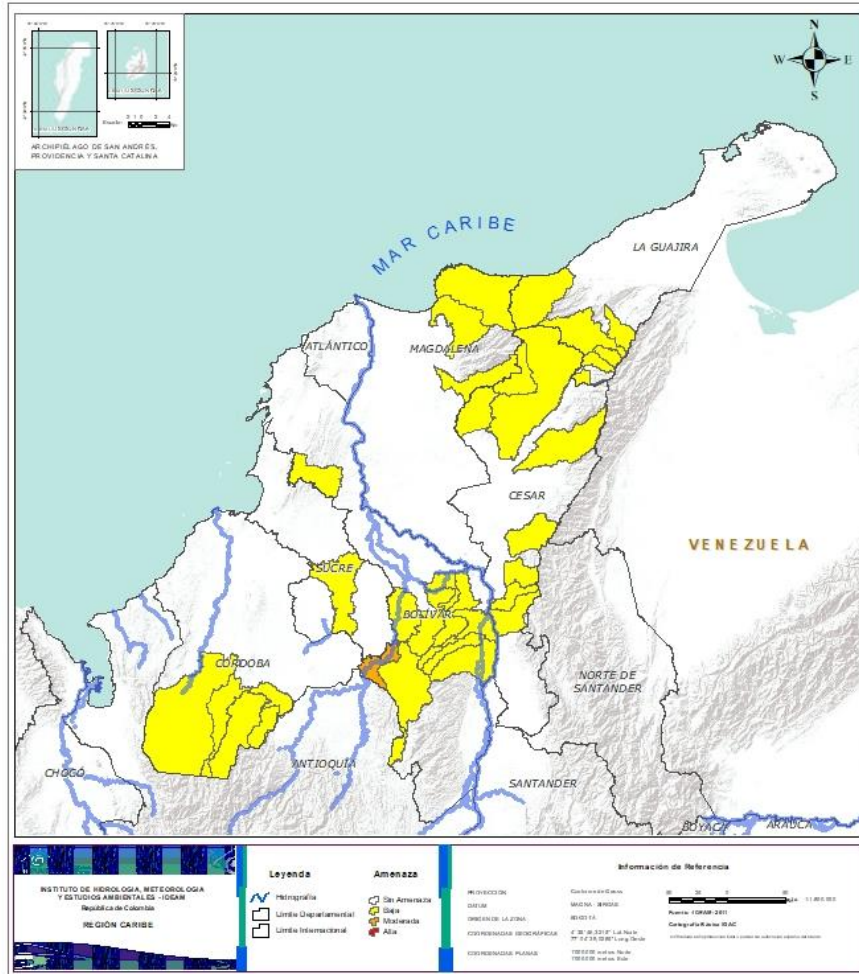 ARCHIPIÉLAGO DE SAN ANDRÉS,
PROVIDENCIA Y SANTA CATALINA
N
W E
S
MAR CARIBE
LA GUAJIRA
ATLÁNTICO
MAGDALENA
CESAR
VENEZUELA
SUCRE
BOLÍVAR
CÓRDOBA
NORTE DE
SANTANDER
ANTIOQUÍA
CHOCÓ
SANTANDER
BOYACÁ
ARAUCA
INSTITUTO DE HIDROLOGIA, METEOROLOGIA
Y ESTUDIOS AMBIENTALES - IDEAM
República de Colombia
REGIÓN CARIBE
Leyenda
Hidrografía
Límite Departamental
Límite Internacional
Amenaza
Sin Amenaza
Baja
Moderada
Alta
Información de Referencia
PROYECCIÓN
DATUM
ORIGEN DE LA ZONA
BOGOTÁ
COORDENADAS GEOGRÁFICAS
COORDENADAS PLANAS